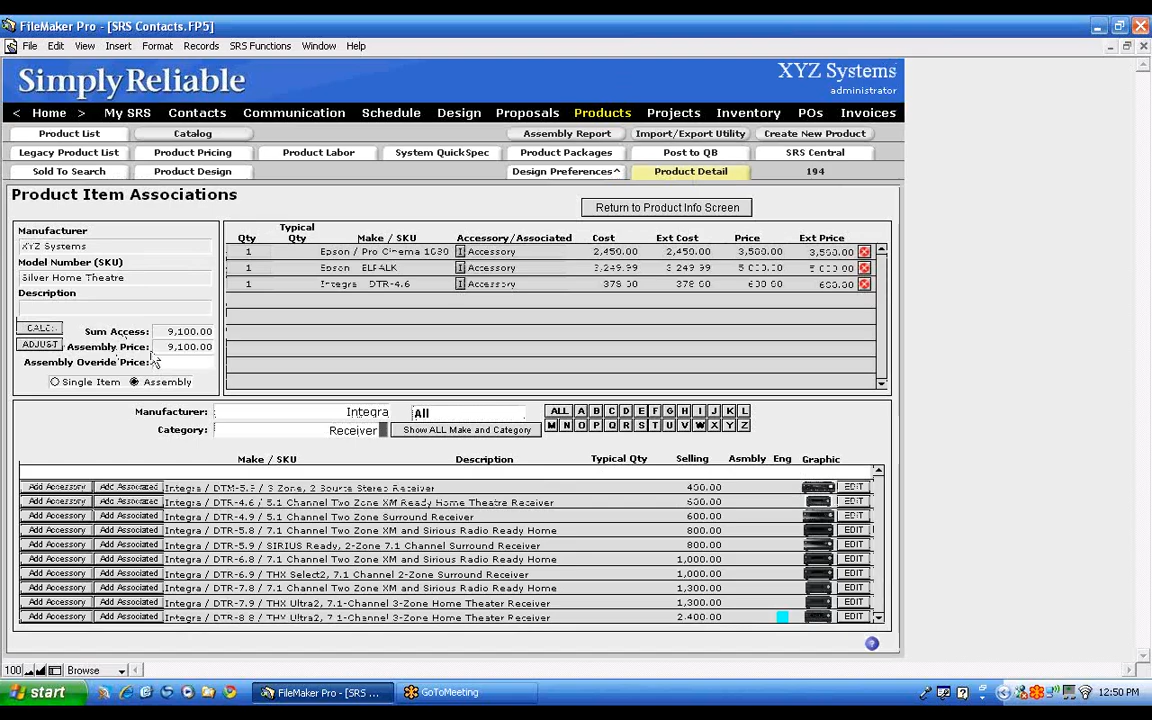 FileMaker Pro - [SRS Contacts.FP5]
File Edit View Insert Format Records SRS Functions Window Help
SimplyReliable
XYZ Systems
administrator
< Home > My SRS Contacts Communication Schedule Design Proposals Products Projects Inventory POs Invoices
Product List Catalog Assembly Report Import/Export Utility Create New Product
Legacy Product List Product Pricing Product Labor System QuickSpec Product Packages Post to QB SRS Central
Sold To Search Product Design Design Preferences^ Product Detail 194
Product Item Associations
Return to Product Info Screen
Manufacturer
XYZ Systems
Model Number (SKU)
Silver Home Theatre
Description
CALC
Sum Access: 9,100.00
ADJUST
Assembly Price: 9,100.00
Assembly Overide Price:
Single Item Assembly
Typical
Qty Qty Make / SKU Accessory/Associated Cost Ext Cost Price Ext Price
1 Epson / Pro Cinema 1080 I Accessory 2,450.00 2,450.00 3,500.00 3,500.00
1 Epson ELPALK I Accessory 3,249.99 3 249.99 5 000.00 5 000.00
1 Integra DTR-4.6 I Accessory 378.00 378.00 600.00 600.00
Manufacturer: Integra All
ALL A B C D E F G H I J K L
Category: Receiver Show ALL Make and Category
M N O P Q R S T U V W X Y Z
Make / SKU Description Typical Qty Selling Asmbly Eng Graphic
Add Accessory Add Associated Integra / DTM-5.3 / 3 Zone, 2 Source Stereo Receiver 400.00 EDIT
Add Accessory Add Associated Integra / DTR-4.6 / 5.1 Channel Two Zone XM Ready Home Theatre Receiver 600.00 EDIT
Add Accessory Add Associated Integra / DTR-4.9 / 5.1 Channel Two Zone Surround Receiver 600.00 EDIT
Add Accessory Add Associated Integra / DTR-5.8 / 7.1 Channel Two Zone XM and Sirious Radio Ready Home 800.00 EDIT
Add Accessory Add Associated Integra / DTR-5.9 / SIRIUS Ready, 2-Zone 7.1 Channel Surround Receiver 800.00 EDIT
Add Accessory Add Associated Integra / DTR-6.8 / 7.1 Channel Two Zone XM and Sirious Radio Ready Home 1,000.00 EDIT
Add Accessory Add Associated Integra / DTR-6.9 / THX Select2, 7.1 Channel 2-Zone Surround Receiver 1,000.00 EDIT
Add Accessory Add Associated Integra / DTR-7.8 / 7.1 Channel Two Zone XM and Sirious Radio Ready Home 1,300.00 EDIT
Add Accessory Add Associated Integra / DTR-7.9 / THX Ultra2, 7.1-Channel 3-Zone Home Theater Receiver 1,300.00 EDIT
Add Accessory Add Associated Integra / DTR-8 8 / THX Ultra2, 7.1-Channel 3-Zone Home Theater Receiver 2.400.00 EDIT
100 Browse
start FileMaker Pro - [SRS ... GoToMeeting 12:50 PM